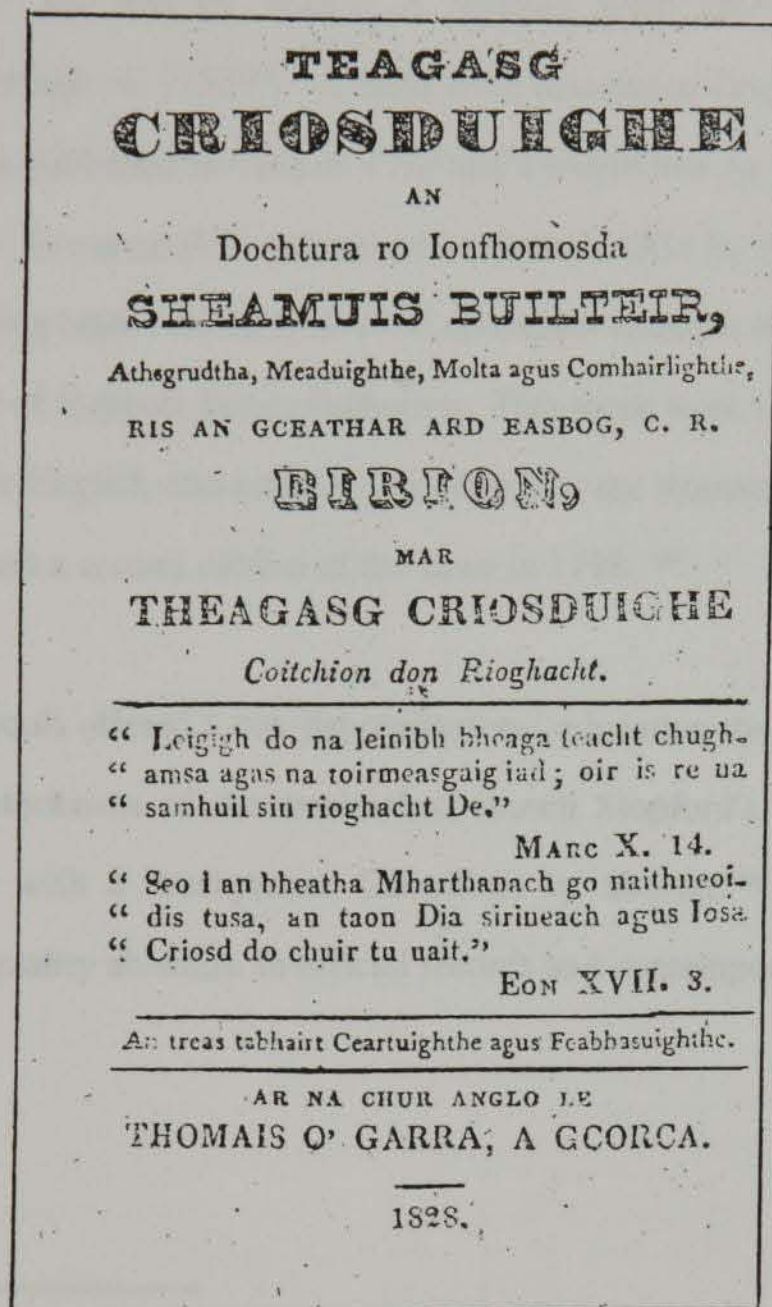 TEAGASG
CRIOSDUIGHE
AN
Dochtura ro Ionfhomosda
SHEAMUIS BUILTEIR,
Athegrudtha, Meaduighthe, Molta agus Comhairlighthe,
RIS AN GCEATHAR ARD EASBOG, C. R.
EIRION,
MAR
THEAGASG CRIOSDUIGHE
Coitchion don Rioghacht.
“ Leigigh do na leinibh bheaga teacht chugh-
“ amsa agas na toirmeasgaig iad ; oir is re na
“ samhuil sin rioghacht De.”
MARC X. 14.
“ Seo i an bheatha Mharthanach go naithneoi-
“ dis tusa, an taon Dia sirineach agus Iosa
“ Criosd do chuir tu uait.”
EON XVII. 3.
An treas tabhairt Ceartuighthe agus Feabhasuighthe.
AR NA CHUR ANGLO LE
THOMAIS O' GARRA, A GCORCA.
1828.